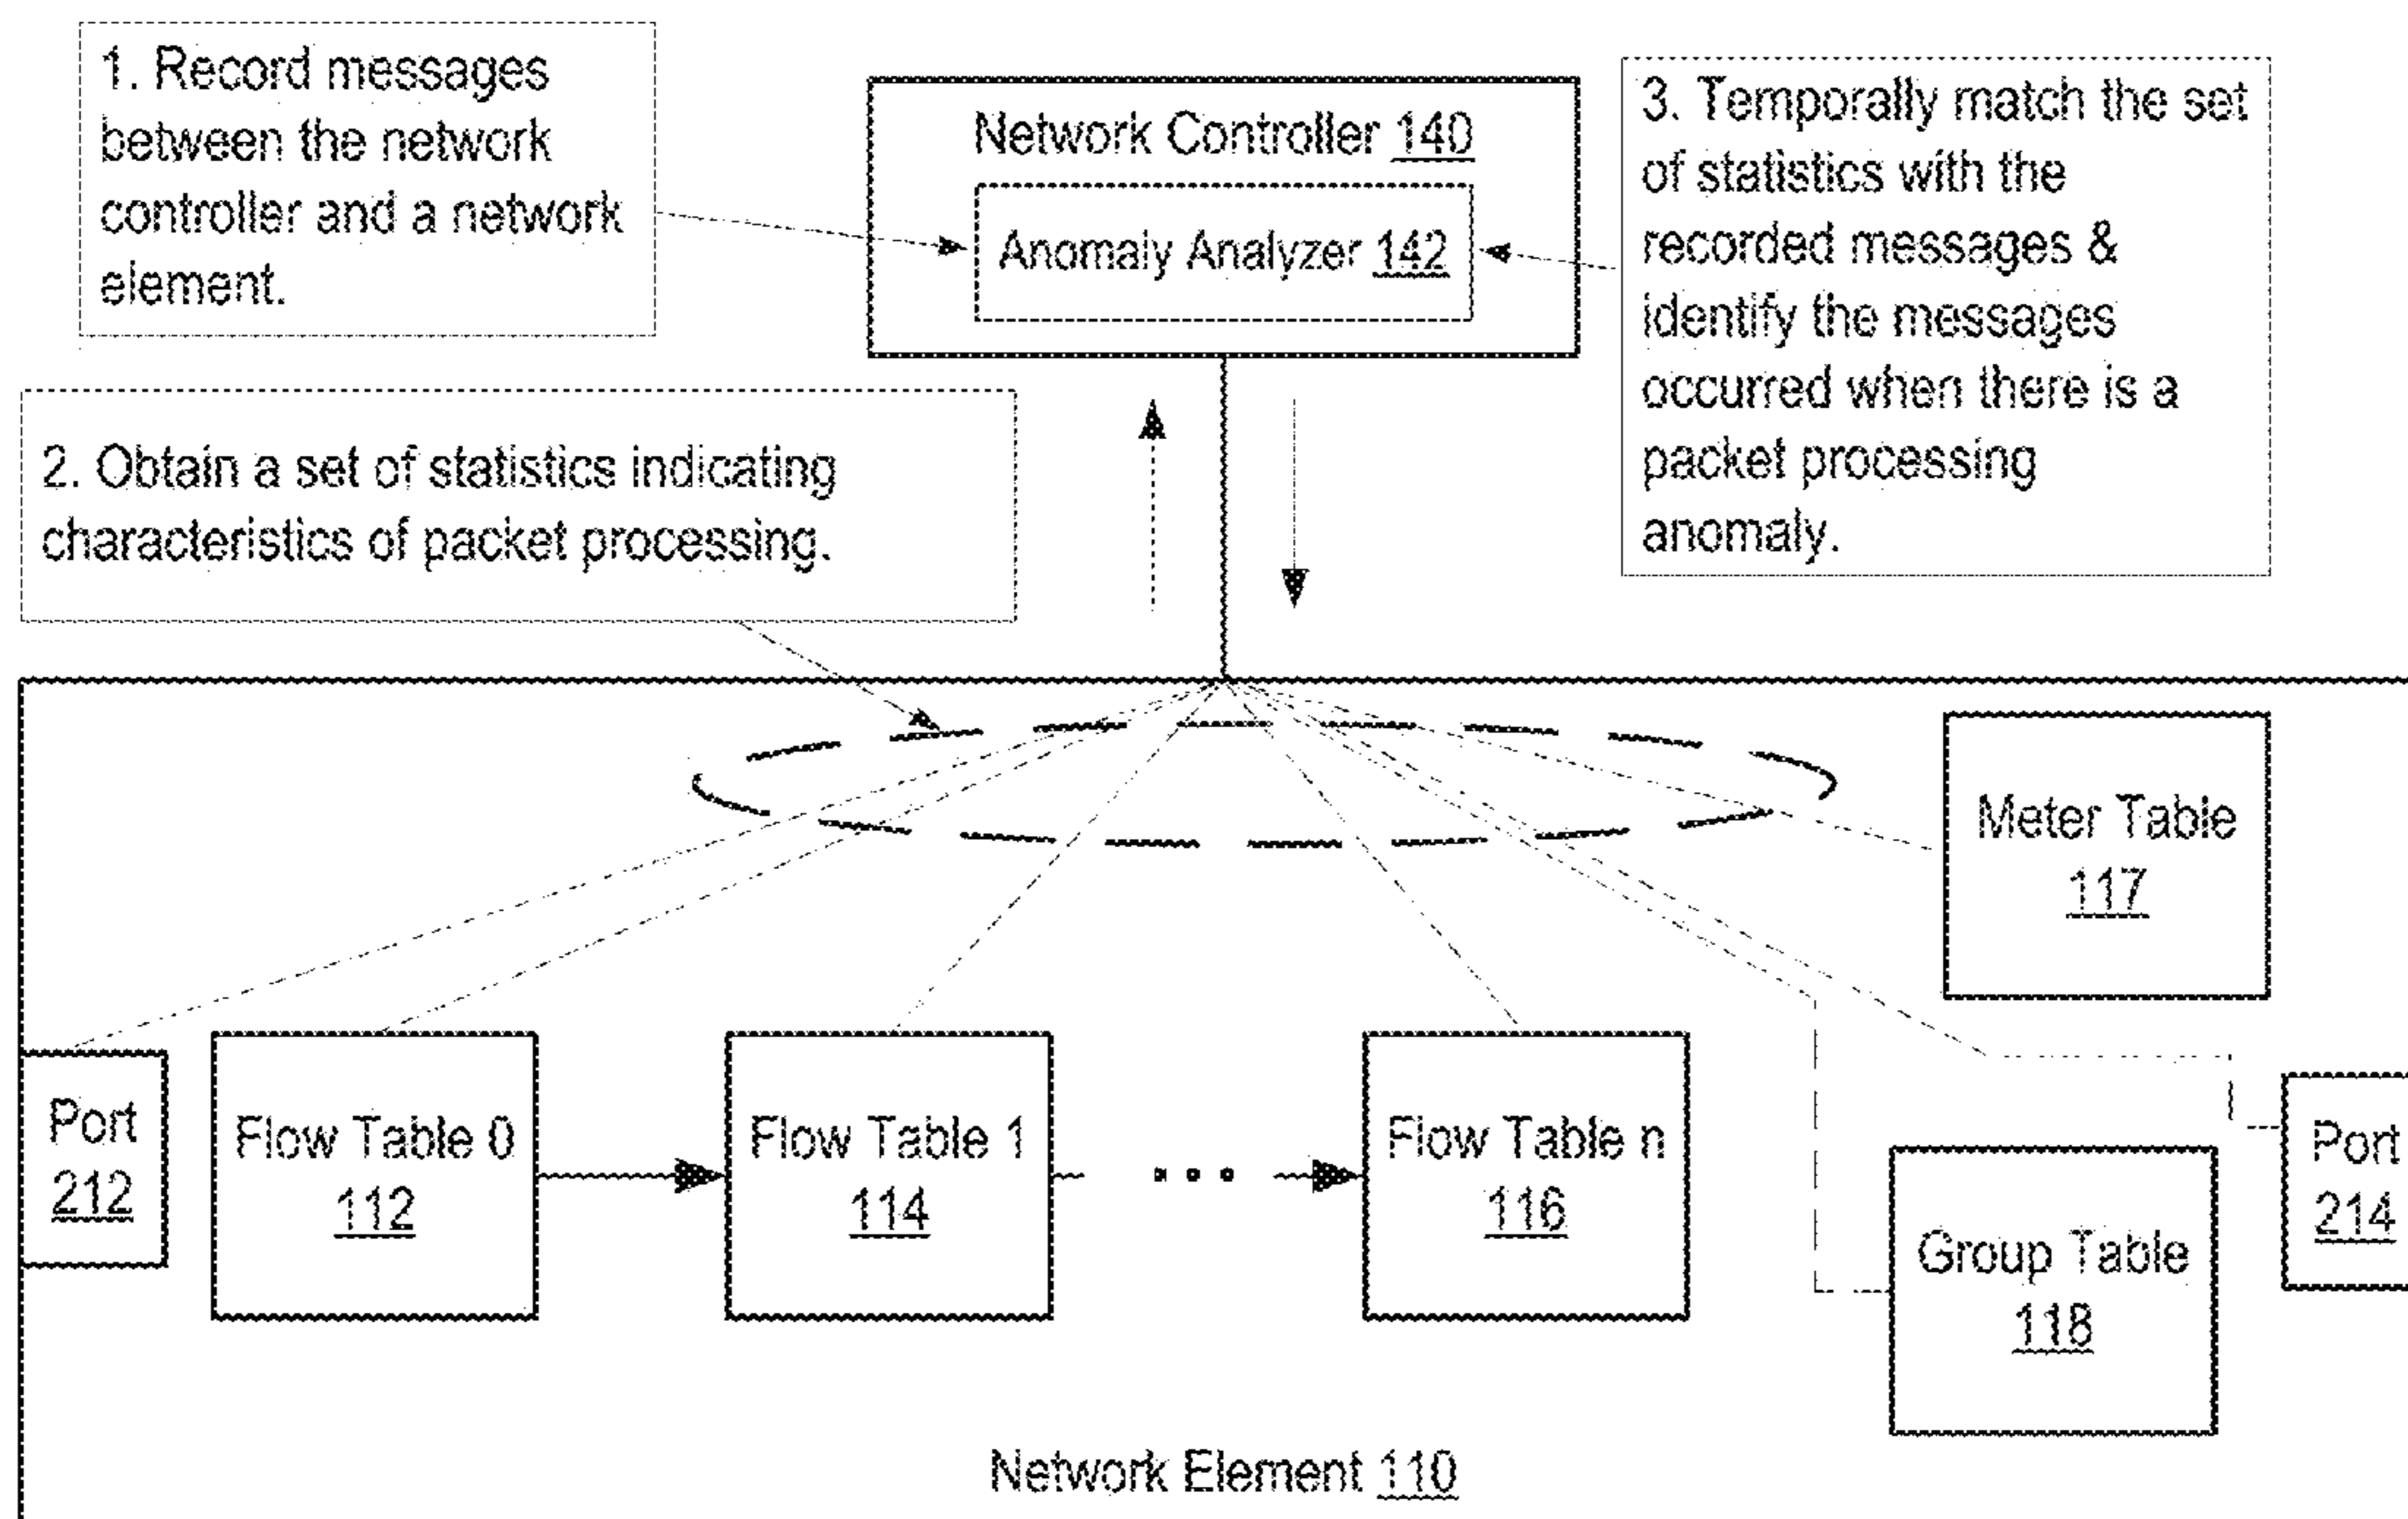 1. Record messages
between the network
controller and a network
element.
Network Controller 140
Anomaly Analyzer 142
3. Temporally match the set
of statistics with the
recorded messages &
identify the messages
occurred when there is a
packet processing
anomaly.
2. Obtain a set of statistics indicating
characteristics of packet processing.
Meter Table
117
Port
212
Flow Table 0
112
Flow Table 1
114
...
Flow Table n
116
Group Table
118
Port
214
Network Element 110